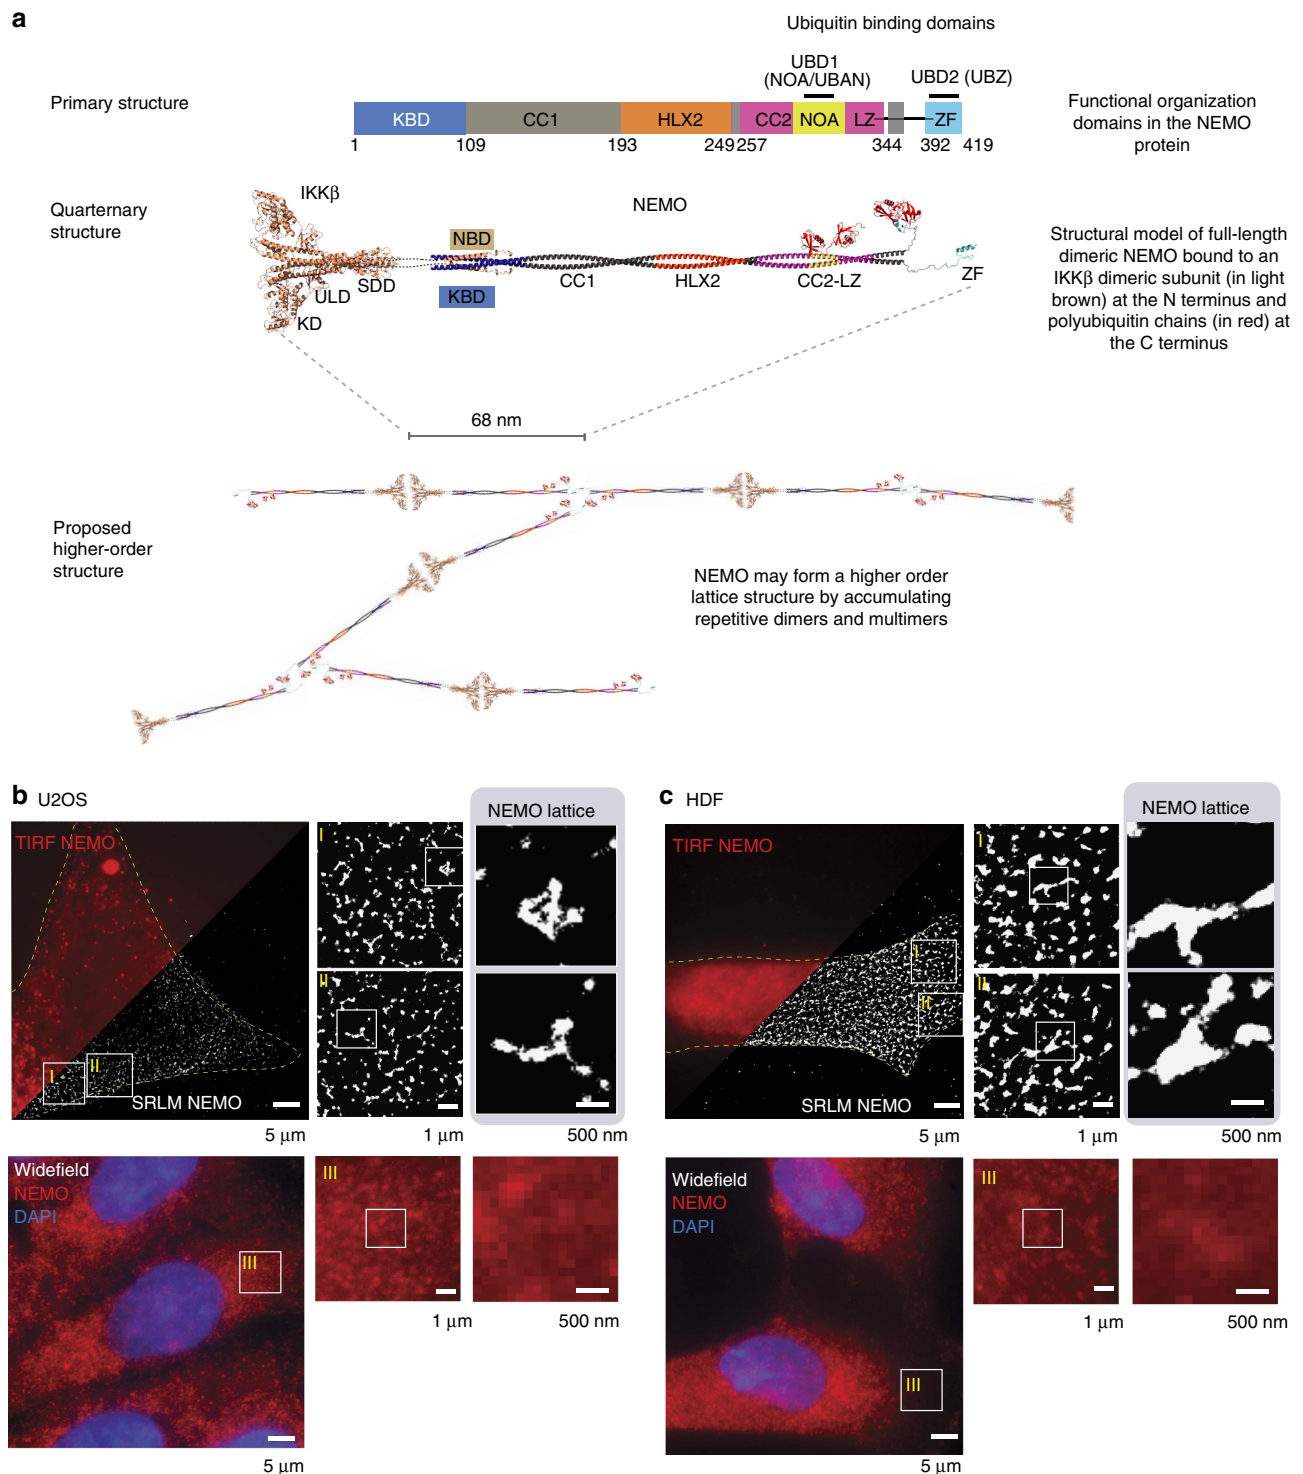 a
Ubiquitin binding domains
UBD1
(NOA/UBAN)
UBD2 (UBZ)
Primary structure
KBD
CC1
HLX2
CC2
NOA
LZ
ZF
1
109
193
249
257
344
392
419
Functional organization
domains in the NEMO
protein
Quarternary
structure
IKKβ
ULD
SDD
KD
NBD
KBD
NEMO
CC1
HLX2
CC2-LZ
ZF
Structural model of full-length
dimeric NEMO bound to an
IKKβ dimeric subunit (in light
brown) at the N terminus and
polyubiquitin chains (in red) at
the C terminus
68 nm
Proposed
higher-order
structure
NEMO may form a higher order
lattice structure by accumulating
repetitive dimers and multimers
b U2OS
TIRF NEMO
I
II
SRLM NEMO
5 μm
I
II
1 μm
NEMO lattice
500 nm
Widefield
NEMO
DAPI
III
5 μm
III
1 μm
500 nm
c HDF
TIRF NEMO
I
II
SRLM NEMO
5 μm
I
II
1 μm
NEMO lattice
500 nm
Widefield
NEMO
DAPI
III
5 μm
III
1 μm
500 nm